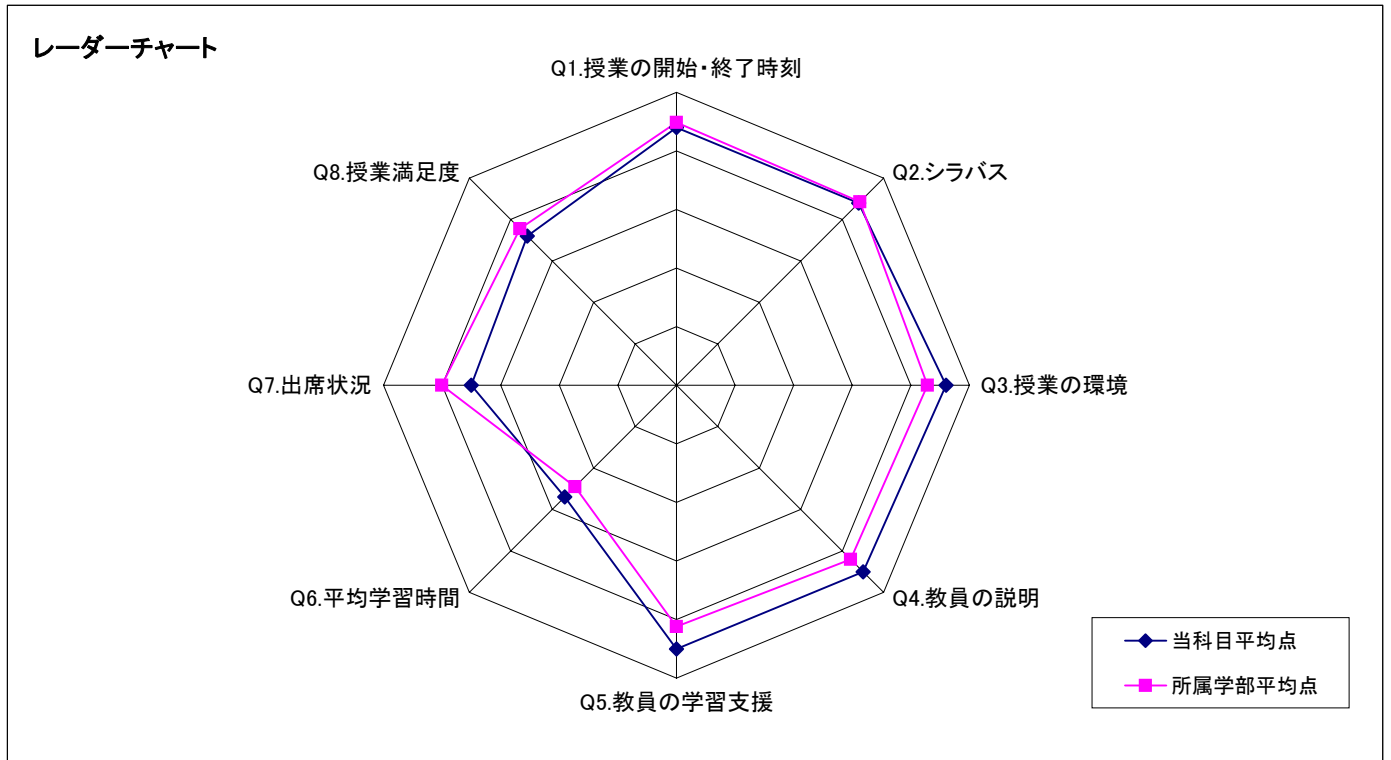 レーダーチャート
Q1.授業の開始・終了時刻
Q2.シラバス
Q3.授業の環境
Q4.教員の説明
Q5.教員の学習支援
Q6.平均学習時間
Q7.出席状況
Q8.授業満足度
当科目平均点
所属学部平均点